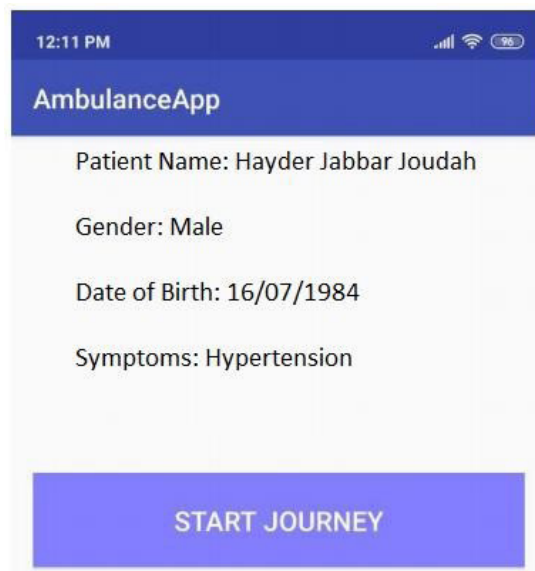 12:11 PM 96
AmbulanceApp
Patient Name: Hayder Jabbar Joudah
Gender: Male
Date of Birth: 16/07/1984
Symptoms: Hypertension
START JOURNEY